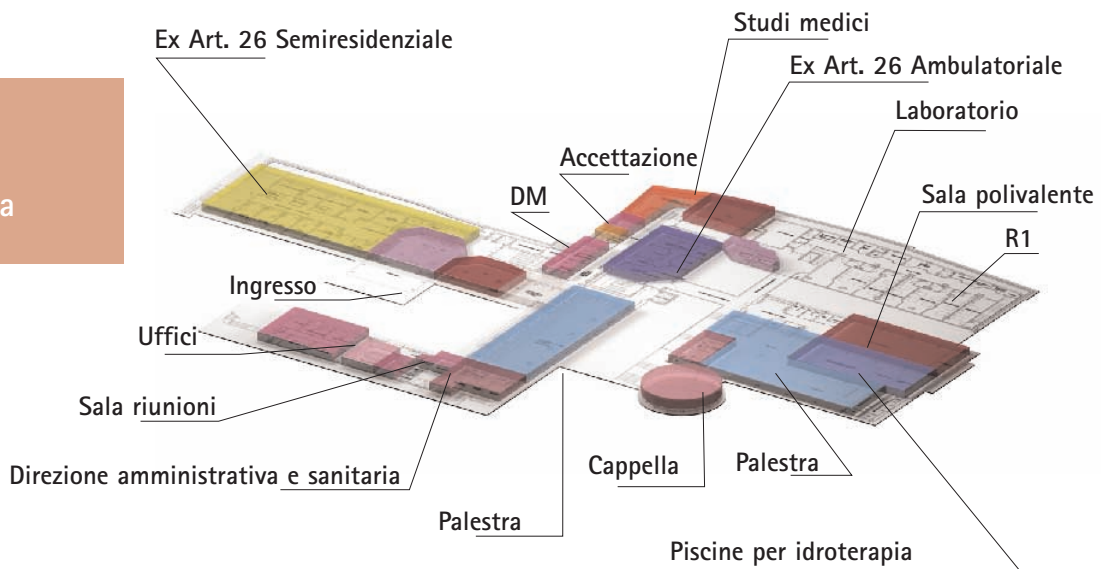 Studi medici
Ex Art. 26 Semiresidenziale
Ex Art. 26 Ambulatoriale
Laboratorio
Accettazione
DM
Sala polivalente
a
R1
Ingresso
Uffici
Sala riunioni
Cappella
Palestra
Direzione amministrativa e sanitaria
Palestra
Piscine per idroterapia